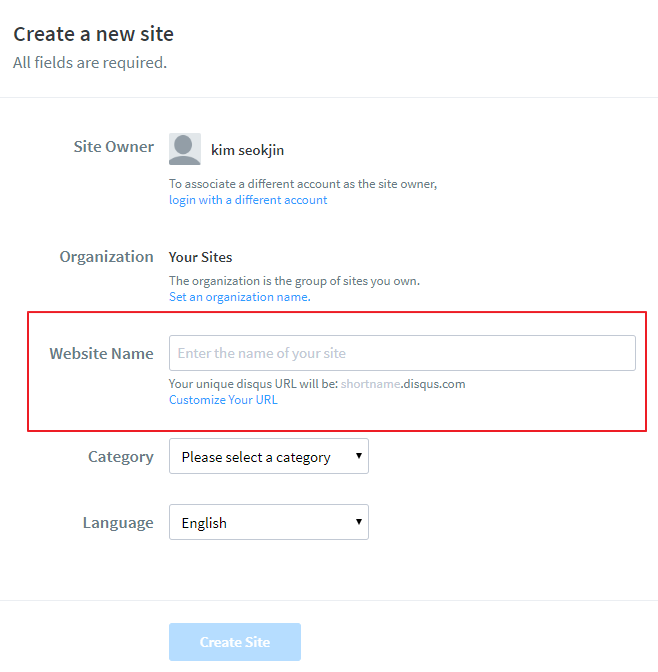 Create a new site
All fields are required.
Site Owner
kim seokjin
To associate a different account as the site owner,
login with a different account
Organization
Your Sites
The organization is the group of sites you own.
Set an organization name.
Website Name
Enter the name of your site
Your unique disqus URL will be: shortname.disqus.com
Customize Your URL
Category
Please select a category
Language
English
Create Site